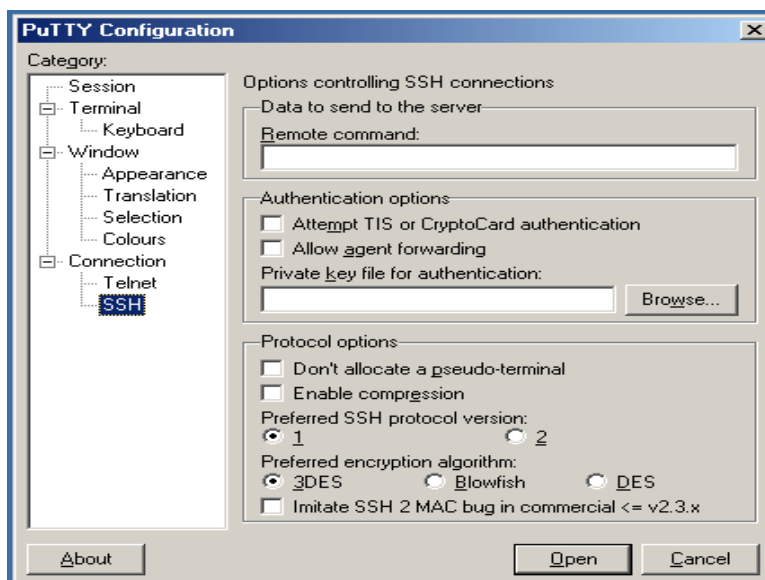 PuTTY Configuration
Category:
Session
Terminal
Keyboard
Window
Appearance
Translation
Selection
Colours
Connection
Telnet
SSH
Options controlling SSH connections
Data to send to the server
Remote command:
Authentication options
Attempt TIS or CryptoCard authentication
Allow agent forwarding
Private key file for authentication:
Browse...
Protocol options
Don't allocate a pseudo-terminal
Enable compression
Preferred SSH protocol version:
1 2
Preferred encryption algorithm:
3DES Blowfish DES
Imitate SSH 2 MAC bug in commercial <= v2.3.x
About Open Cancel